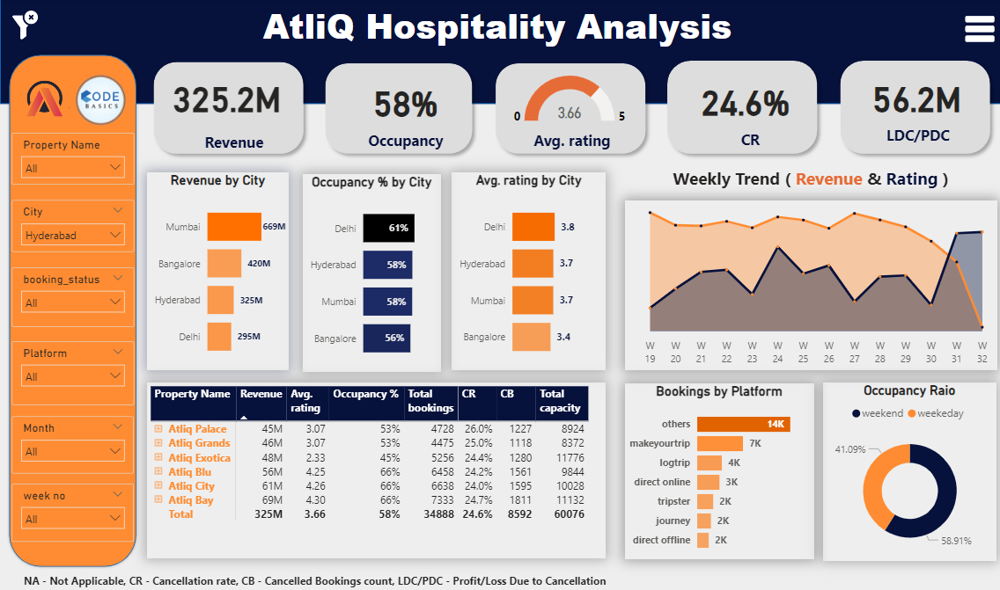 AtliQ Hospitality Analysis
CODE
BASICS
Property Name
All
City
Hyderabad
booking_status
All
Platform
All
Month
All
week no
All
325.2M
Revenue
58%
Occupancy
0 3.66 5
Avg. rating
24.6%
CR
56.2M
LDC/PDC
Revenue by City
Mumbai 669M
Bangalore 420M
Hyderabad 325M
Delhi 295M
Occupancy % by City
Delhi 61%
Hyderabad 58%
Mumbai 58%
Bangalore 56%
Avg. rating by City
Delhi 3.8
Hyderabad 3.7
Mumbai 3.7
Bangalore 3.4
Weekly Trend ( Revenue & Rating )
W W W W W W W W W W W W W W
19 20 21 22 23 24 25 26 27 28 29 30 31 32
Property Name Revenue Avg. Occupancy % Total CR CB Total
rating bookings capacity
Atliq Palace 45M 3.07 53% 4728 26.0% 1227 8924
Atliq Grands 46M 3.07 53% 4475 25.0% 1118 8372
Atliq Exotica 48M 2.33 45% 5256 24.4% 1280 11776
Atliq Blu 56M 4.25 66% 6458 24.2% 1561 9844
Atliq City 61M 4.26 66% 6638 24.0% 1595 10028
Atliq Bay 69M 4.30 66% 7333 24.7% 1811 11132
Total 325M 3.66 58% 34888 24.6% 8592 60076
Bookings by Platform
others 14K
makeyourtrip 7K
logtrip 4K
direct online 3K
tripster 2K
journey 2K
direct offline 2K
Occupancy Raio
weekend weekeday
41.09%
58.91%
NA - Not Applicable, CR - Cancellation rate, CB - Cancelled Bookings count, LDC/PDC - Profit/Loss Due to Cancellation